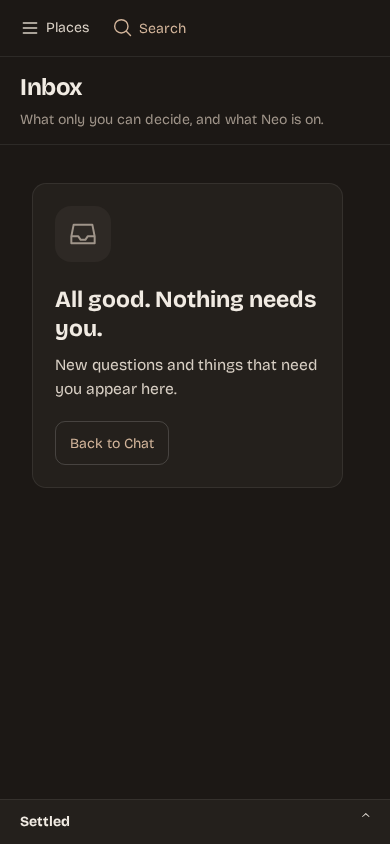 Places
Search
Inbox
What only you can decide, and what Neo is on.
All good. Nothing needs
you.
New questions and things that need
you appear here.
Back to Chat
Settled